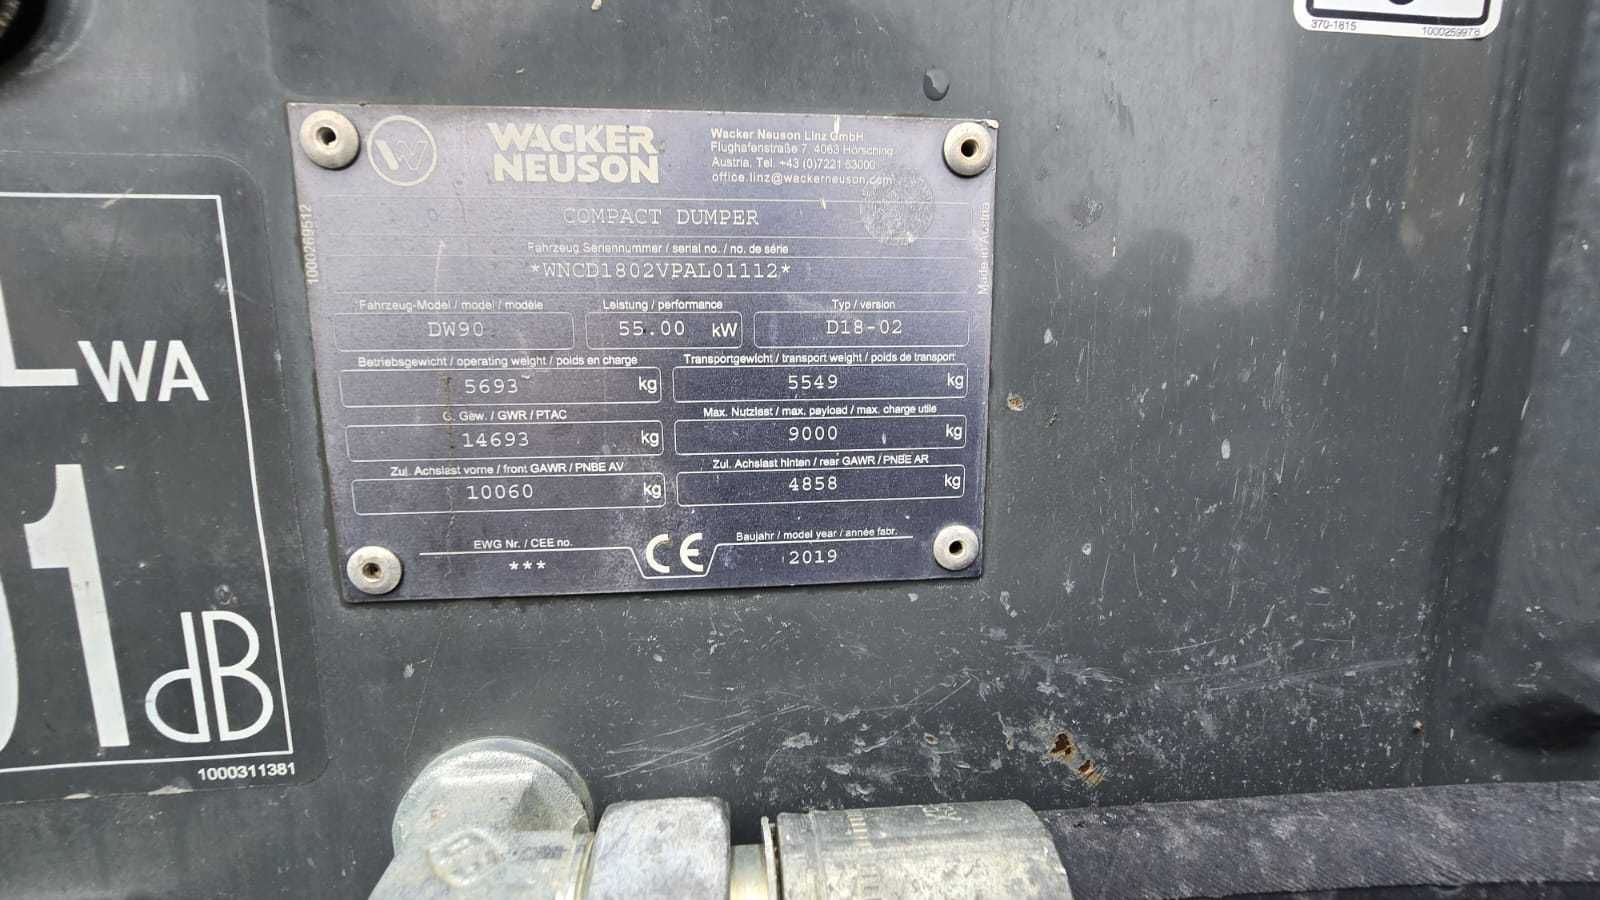 370-1815
1000259978
WACKER
NEUSON
Wacker Neuson Linz GmbH
Flughafenstraße 7, 4063 Hörsching
Austria, Tel. +43 (0)7221 63000
office.linz@wackerneuson.com
1000269512
COMPACT DUMPER
Fahrzeug Seriennummer / serial no. / no. de série
*WNCD1802VPAL01112*
Made in Austria
Fahrzeug-Model / model / modèle
DW90
Leistung / performance
55.00 kW
Typ / version
D18-02
Betriebsgewicht / operating weight / poids en charge
5693 kg
Transportgewicht / transport weight / poids de transport
5549 kg
G. Gew. / GWR / PTAC
14693 kg
Max. Nutzlast / max. payload / max. charge utile
9000 kg
Zul. Achslast vorne / front GAWR / PNBE AV
10060 kg
Zul. Achslast hinten / rear GAWR / PNBE AR
4858 kg
EWG Nr. / CEE no.
***
CE
Baujahr / model year / année fabr.
2019
LWA
01
dB
1000311381